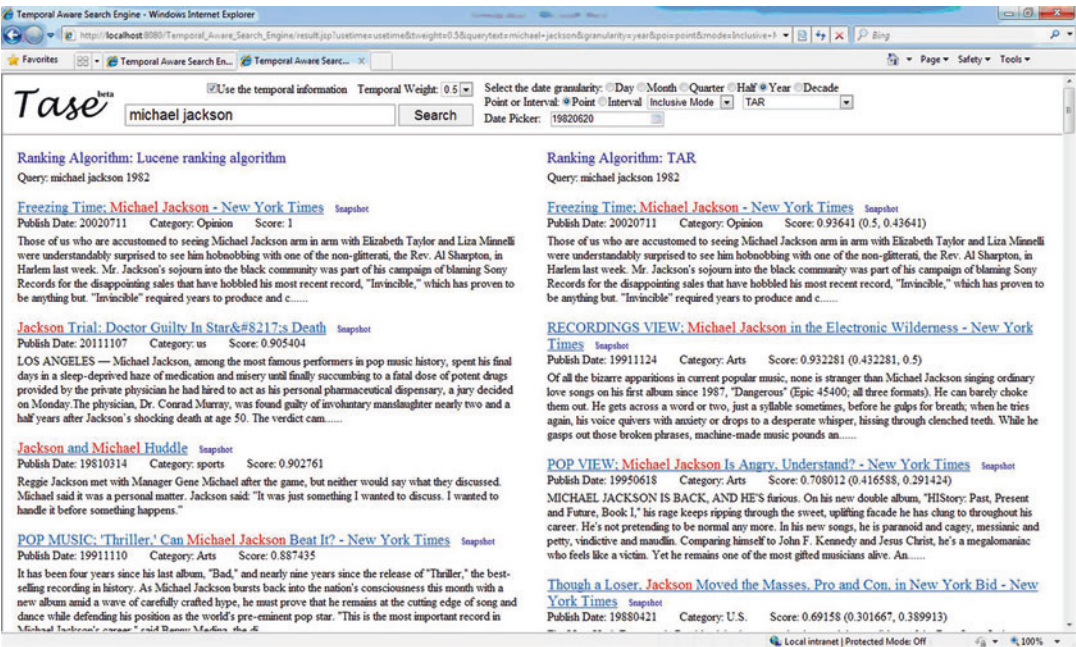 Temporal Aware Search Engine - Windows Internet Explorer
http://localhost:8080/Temporal_Aware_Search_Engine/result.jsp?usetime=usetime&tweight=0.5&querytext=michael+jackson&granularity=year&poi=point&mode=Inclusive+
Bing
Favorites
Temporal Aware Search En...
Temporal Aware Searc...
Page
Safety
Tools
Tase beta
Use the temporal information Temporal Weight: 0.5
Select the date granularity: Day Month Quarter Half Year Decade
Point or Interval: Point Interval Inclusive Mode TAR
michael jackson
Search
Date Picker: 19820620
Ranking Algorithm: Lucene ranking algorithm
Query: michael jackson 1982
Freezing Time; Michael Jackson - New York Times Snapshot
Publish Date: 20020711 Category: Opinion Score: 1
Those of us who are accustomed to seeing Michael Jackson arm in arm with Elizabeth Taylor and Liza Minnelli
were understandably surprised to see him hobnobbing with one of the non-glitterati, the Rev. Al Sharpton, in
Harlem last week. Mr. Jackson's sojourn into the black community was part of his campaign of blaming Sony
Records for the disappointing sales that have hobbled his most recent record, "Invincible," which has proven to
be anything but. "Invincible" required years to produce and c......
Jackson Trial: Doctor Guilty In Star&#8217;s Death Snapshot
Publish Date: 20111107 Category: us Score: 0.905404
LOS ANGELES — Michael Jackson, among the most famous performers in pop music history, spent his final
days in a sleep-deprived haze of medication and misery until finally succumbing to a fatal dose of potent drugs
provided by the private physician he had hired to act as his personal pharmaceutical dispensary, a jury decided
on Monday.The physician, Dr. Conrad Murray, was found guilty of involuntary manslaughter nearly two and a
half years after Jackson's shocking death at age 50. The verdict cam......
Jackson and Michael Huddle Snapshot
Publish Date: 19810314 Category: sports Score: 0.902761
Reggie Jackson met with Manager Gene Michael after the game, but neither would say what they discussed.
Michael said it was a personal matter. Jackson said: "It was just something I wanted to discuss. I wanted to
handle it before something happens."
POP MUSIC; 'Thriller,' Can Michael Jackson Beat It? - New York Times Snapshot
Publish Date: 19911110 Category: Arts Score: 0.887435
It has been four years since his last album, "Bad," and nearly nine years since the release of "Thriller," the best-
selling recording in history. As Michael Jackson bursts back into the nation's consciousness this month with a
new album amid a wave of carefully crafted hype, he must prove that he remains at the cutting edge of song and
dance while defending his position as the world's pre-eminent pop star. "This is the most important record in
Michael Jackson's career," said Benny Medina, the di
Ranking Algorithm: TAR
Query: michael jackson 1982
Freezing Time; Michael Jackson - New York Times Snapshot
Publish Date: 20020711 Category: Opinion Score: 0.93641 (0.5, 0.43641)
Those of us who are accustomed to seeing Michael Jackson arm in arm with Elizabeth Taylor and Liza Minnelli
were understandably surprised to see him hobnobbing with one of the non-glitterati, the Rev. Al Sharpton, in
Harlem last week. Mr. Jackson's sojourn into the black community was part of his campaign of blaming Sony
Records for the disappointing sales that have hobbled his most recent record, "Invincible," which has proven to
be anything but. "Invincible" required years to produce and c......
RECORDINGS VIEW; Michael Jackson in the Electronic Wilderness - New York
Times Snapshot
Publish Date: 19911124 Category: Arts Score: 0.932281 (0.432281, 0.5)
Of all the bizarre apparitions in current popular music, none is stranger than Michael Jackson singing ordinary
love songs on his first album since 1987, "Dangerous" (Epic 45400; all three formats). He can barely choke
them out. He gets across a word or two, just a syllable sometimes, before he gulps for breath; when he tries
again, his voice quivers with anxiety or drops to a desperate whisper, hissing through clenched teeth. While he
gasps out those broken phrases, machine-made music pounds an......
POP VIEW; Michael Jackson Is Angry, Understand? - New York Times Snapshot
Publish Date: 19950618 Category: Arts Score: 0.708012 (0.416588, 0.291424)
MICHAEL JACKSON IS BACK, AND HE'S furious. On his new double album, "HIStory: Past, Present
and Future, Book I," his rage keeps ripping through the sweet, uplifting facade he has clung to throughout his
career. He's not pretending to be normal any more. In his new songs, he is paranoid and cagey, messianic and
petty, vindictive and maudlin. Comparing himself to John F. Kennedy and Jesus Christ, he's a megalomaniac
who feels like a victim. Yet he remains one of the most gifted musicians alive. An......
Though a Loser, Jackson Moved the Masses, Pro and Con, in New York Bid - New
York Times Snapshot
Publish Date: 19880421 Category: U.S. Score: 0.69158 (0.301667, 0.389913)
Local intranet | Protected Mode: Off
100%